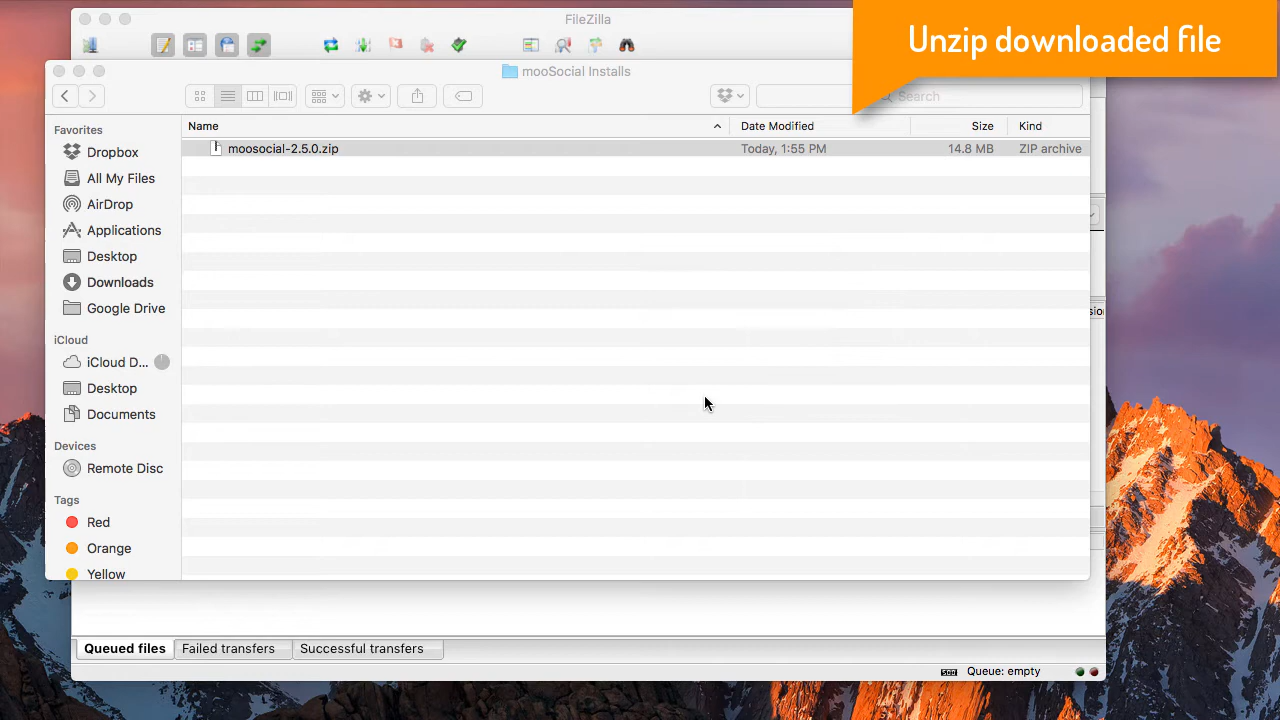 FileZilla
Unzip downloaded file
mooSocial Installs
Search
Favorites
Dropbox
All My Files
AirDrop
Applications
Desktop
Downloads
Google Drive
iCloud
iCloud D...
Desktop
Documents
Devices
Remote Disc
Tags
Red
Orange
Yellow
Name Date Modified Size Kind
moosocial-2.5.0.zip Today, 1:55 PM 14.8 MB ZIP archive
Queued files Failed transfers Successful transfers
Queue: empty